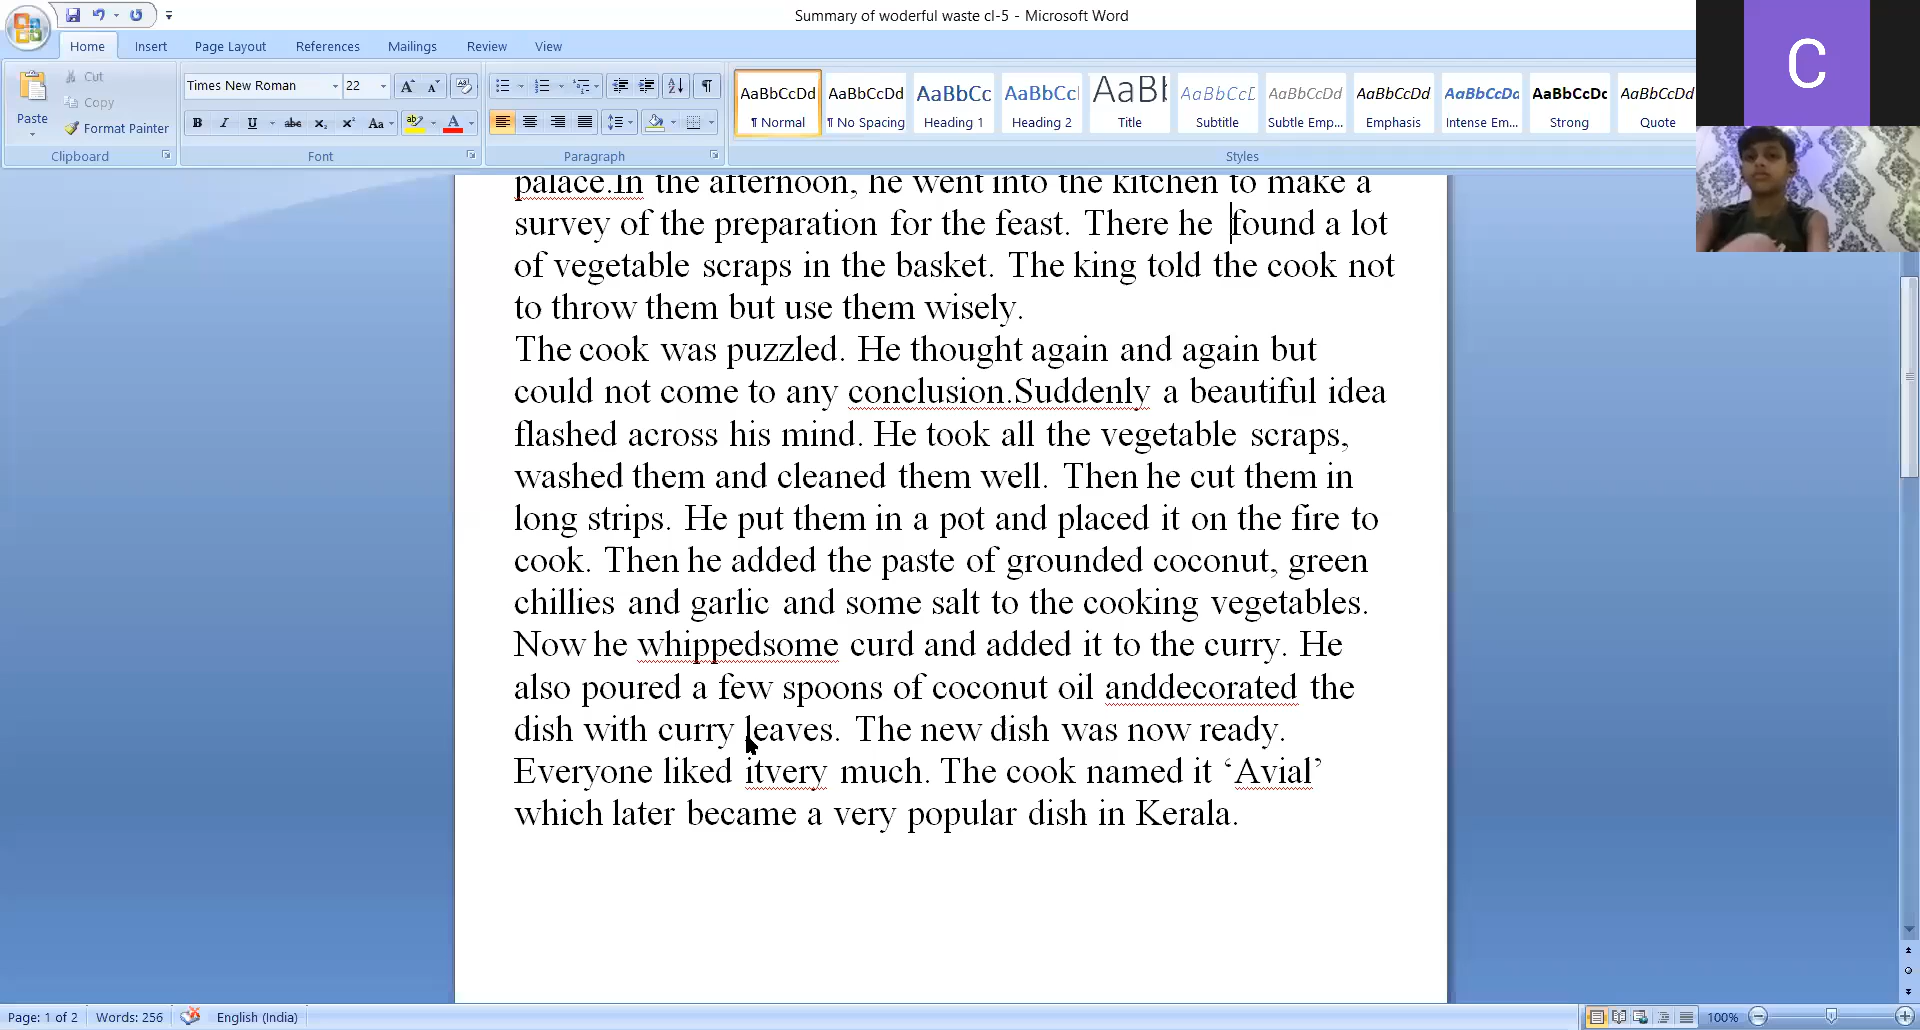 Summary of woderful waste cl-5 - Microsoft Word
Home Insert Page Layout References Mailings Review View
Paste
Cut
Copy
Format Painter
Clipboard
Times New Roman 22
B I U abc x₂ x² Aa
Font
Paragraph
AaBbCcDd AaBbCcDd AaBbCc AaBbCc AaBb AaBbCcD AaBbCcDd AaBbCcDd AaBbCcDd AaBbCcDc AaBbCcDd
¶ Normal ¶ No Spacing Heading 1 Heading 2 Title Subtitle Subtle Emp... Emphasis Intense Em... Strong Quote
Styles
C
palace.In the afternoon, he went into the kitchen to make a
survey of the preparation for the feast. There he found a lot
of vegetable scraps in the basket. The king told the cook not
to throw them but use them wisely.
The cook was puzzled. He thought again and again but
could not come to any conclusion.Suddenly a beautiful idea
flashed across his mind. He took all the vegetable scraps,
washed them and cleaned them well. Then he cut them in
long strips. He put them in a pot and placed it on the fire to
cook. Then he added the paste of grounded coconut, green
chillies and garlic and some salt to the cooking vegetables.
Now he whippedsome curd and added it to the curry. He
also poured a few spoons of coconut oil anddecorated the
dish with curry leaves. The new dish was now ready.
Everyone liked itvery much. The cook named it ‘Avial’
which later became a very popular dish in Kerala.
Page: 1 of 2 Words: 256 English (India) 100%